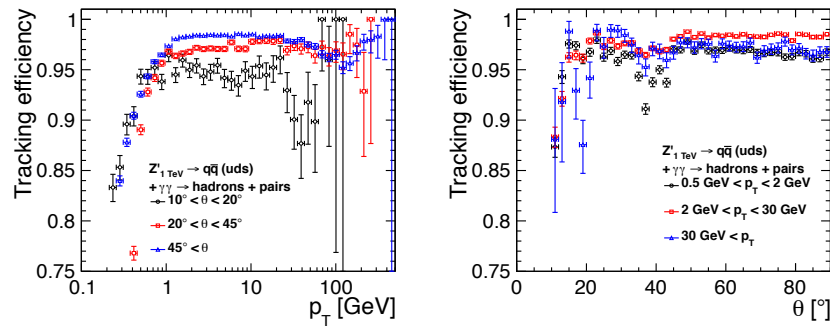 Tracking efficiency
1
0.95
0.9
0.85
0.8
0.75
Z'1 TeV → qq̅ (uds)
+ γγ → hadrons + pairs
10° < θ < 20°
20° < θ < 45°
45° < θ
10⁻¹ 1 10 10²
pT [GeV]
Tracking efficiency
1
0.95
0.9
0.85
0.8
0.75
Z'1 TeV → qq̅ (uds)
+ γγ → hadrons + pairs
0.5 GeV < pT < 2 GeV
2 GeV < pT < 30 GeV
30 GeV < pT
0 20 40 60 80
θ [°]